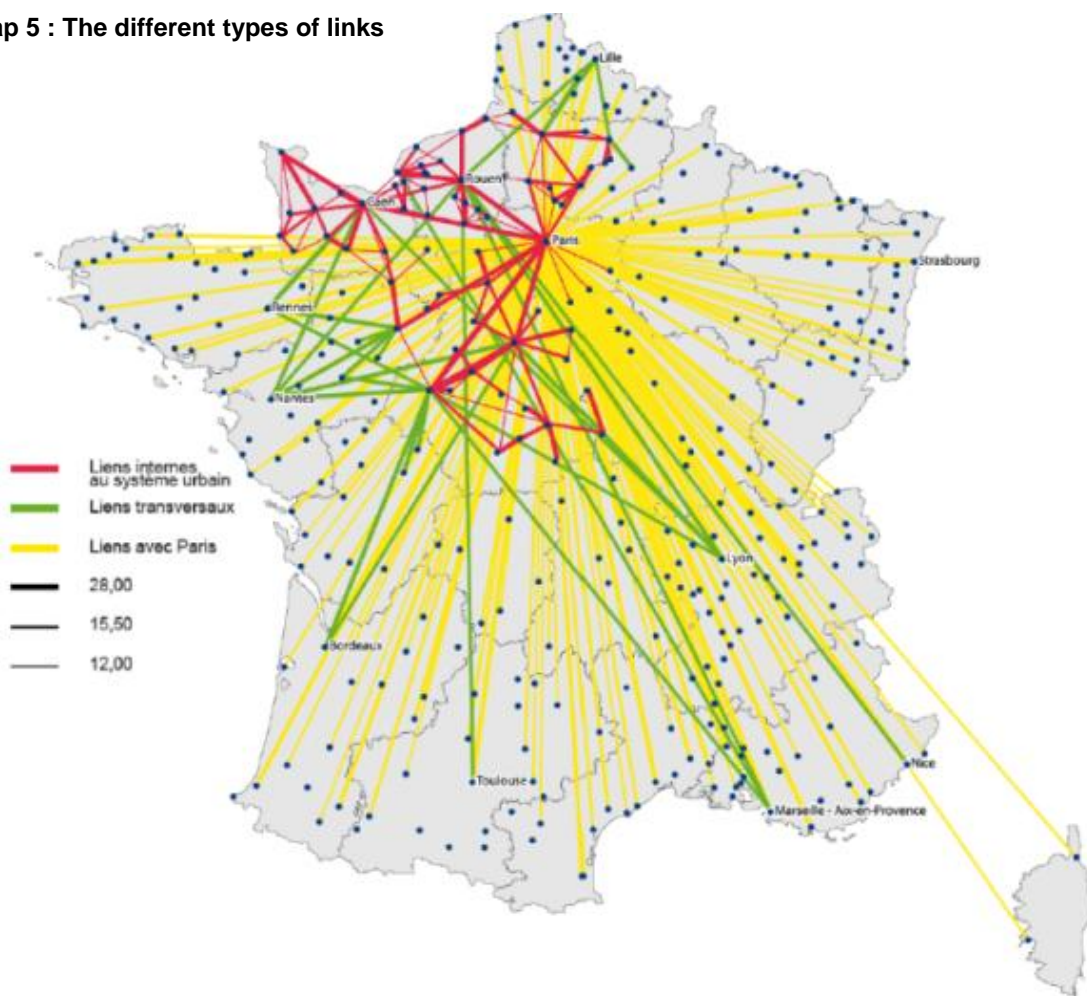 ap 5 : The different types of links
Lille
Rouen
Caen
Paris
Strasbourg
Rennes
Nantes
Liens internes
au système urbain
Liens transversaux
Liens avec Paris
28,00
15,50
12,00
Lyon
Bordeaux
Nice
Toulouse
Marseille - Aix-en-Provence